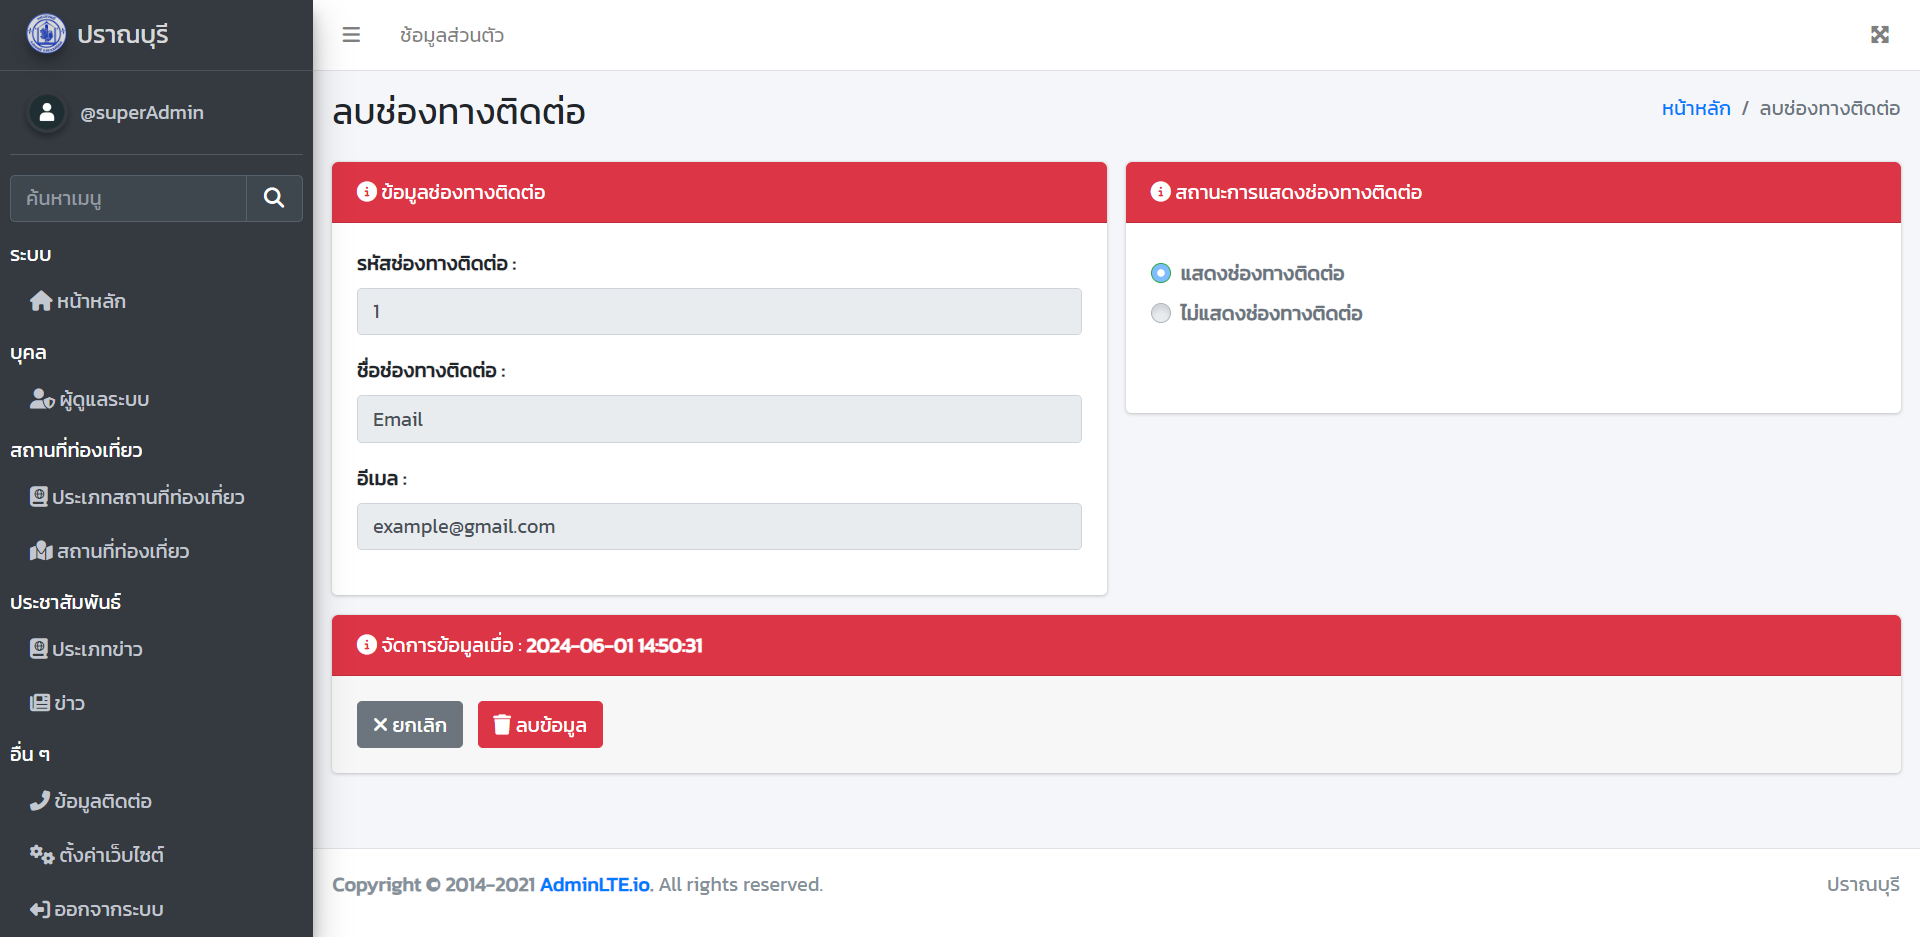 ปราณบุรี
@superAdmin
ค้นหาเมนู
ระบบ
หน้าหลัก
บุคล
ผู้ดูแลระบบ
สถานที่ท่องเที่ยว
ประเภทสถานที่ท่องเที่ยว
สถานที่ท่องเที่ยว
ประชาสัมพันธ์
ประเภทข่าว
ข่าว
อื่น ๆ
ข้อมูลติดต่อ
ตั้งค่าเว็บไซต์
ออกจากระบบ
ข้อมูลส่วนตัว
ลบช่องทางติดต่อ
หน้าหลัก / ลบช่องทางติดต่อ
ข้อมูลช่องทางติดต่อ
รหัสช่องทางติดต่อ :
1
ชื่อช่องทางติดต่อ :
Email
อีเมล :
example@gmail.com
สถานะการแสดงช่องทางติดต่อ
แสดงช่องทางติดต่อ
ไม่แสดงช่องทางติดต่อ
จัดการข้อมูลเมื่อ : 2024-06-01 14:50:31
ยกเลิก
ลบข้อมูล
Copyright © 2014-2021 AdminLTE.io. All rights reserved.
ปราณบุรี